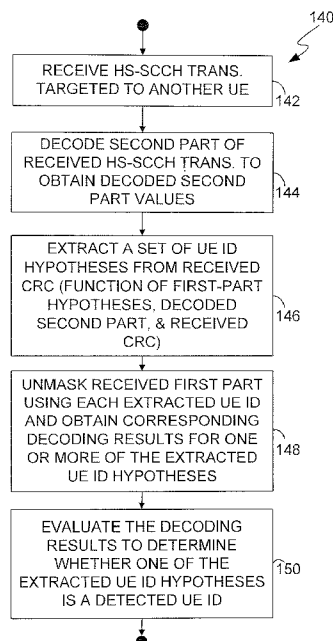 140
RECEIVE HS-SCCH TRANS.
TARGETED TO ANOTHER UE
142
DECODE SECOND PART OF
RECEIVED HS-SCCH TRANS. TO
OBTAIN DECODED SECOND
PART VALUES
144
EXTRACT A SET OF UE ID
HYPOTHESES FROM RECEIVED
CRC (FUNCTION OF FIRST-PART
HYPOTHESES, DECODED
SECOND PART, & RECEIVED
CRC)
146
UNMASK RECEIVED FIRST PART
USING EACH EXTRACTED UE ID
AND OBTAIN CORRESPONDING
DECODING RESULTS FOR ONE
OR MORE OF THE EXTRACTED
UE ID HYPOTHESES
148
EVALUATE THE DECODING
RESULTS TO DETERMINE
WHETHER ONE OF THE
EXTRACTED UE ID HYPOTHESES
IS A DETECTED UE ID
150